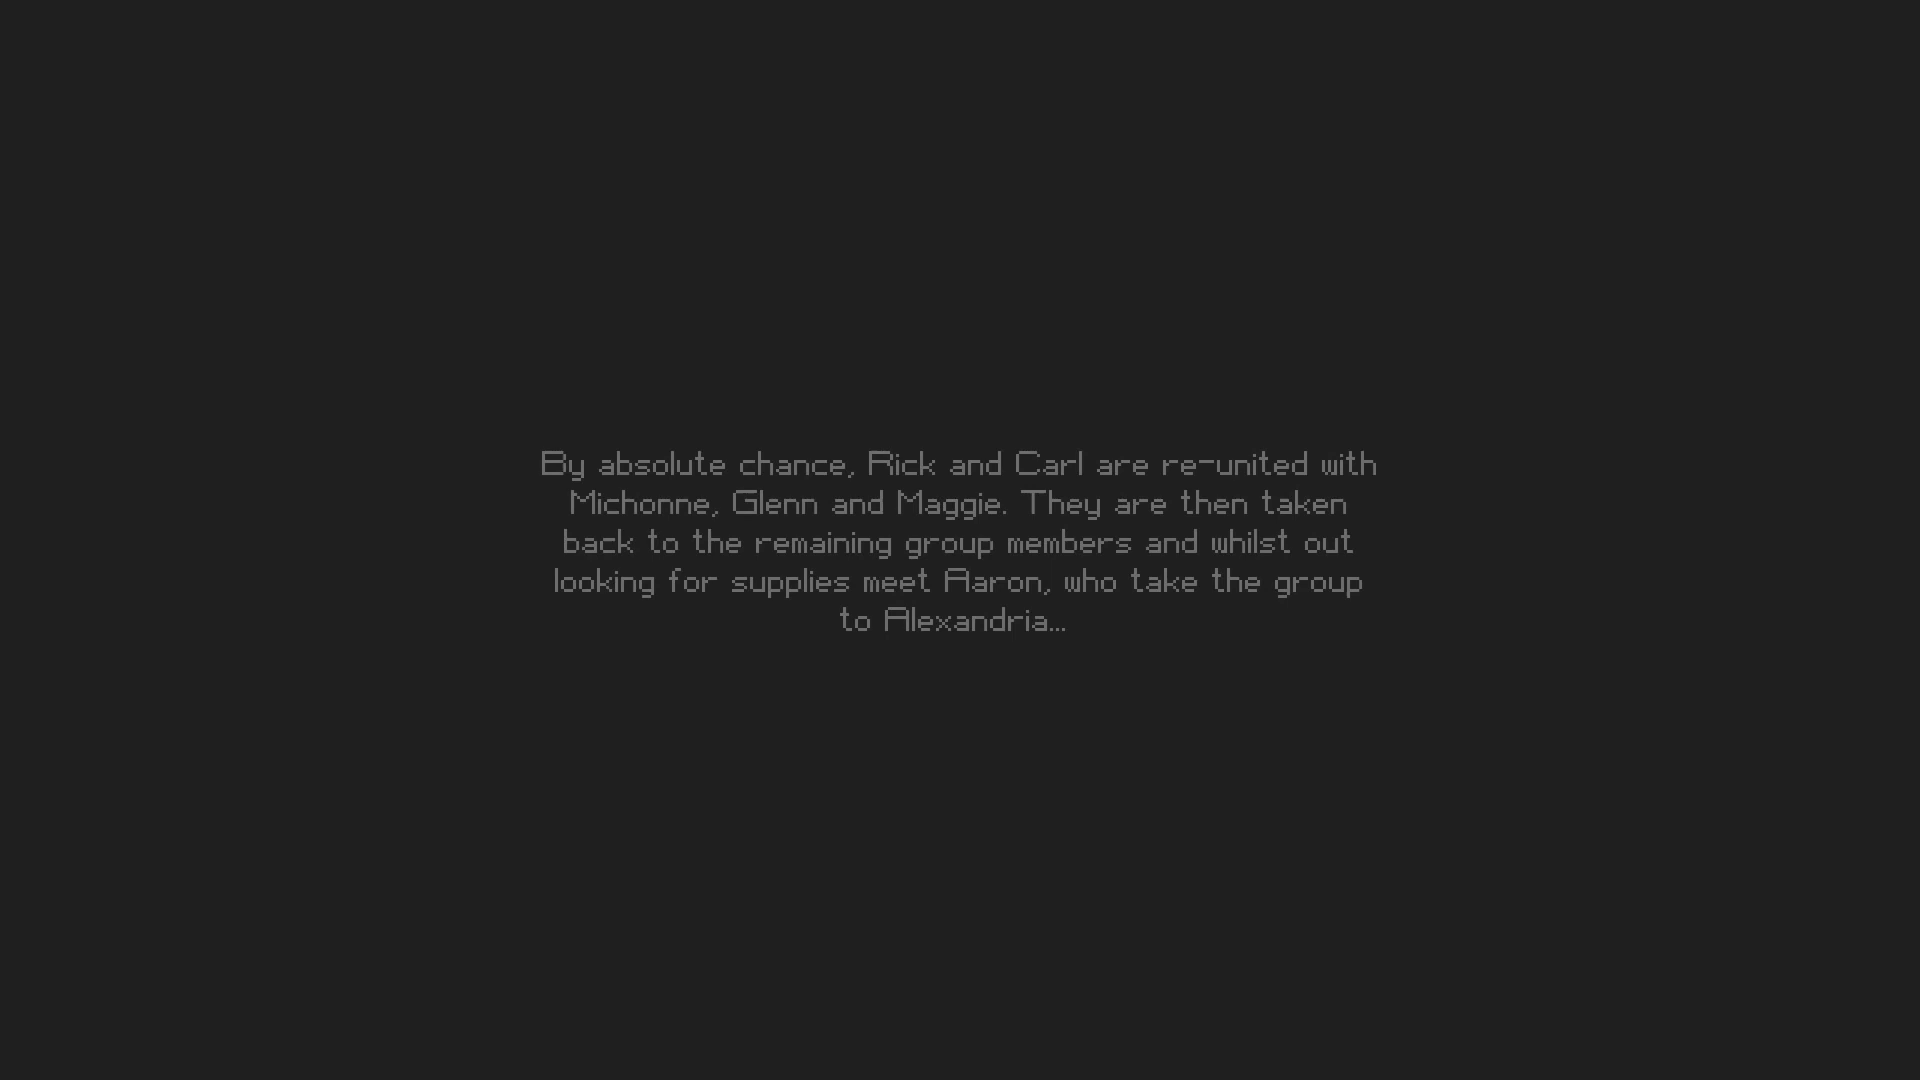 By absolute chance, Rick and Carl are re-united with
Michonne, Glenn and Maggie. They are then taken
back to the remaining group members and whilst out
looking for supplies meet Aaron, who take the group
to Alexandria...